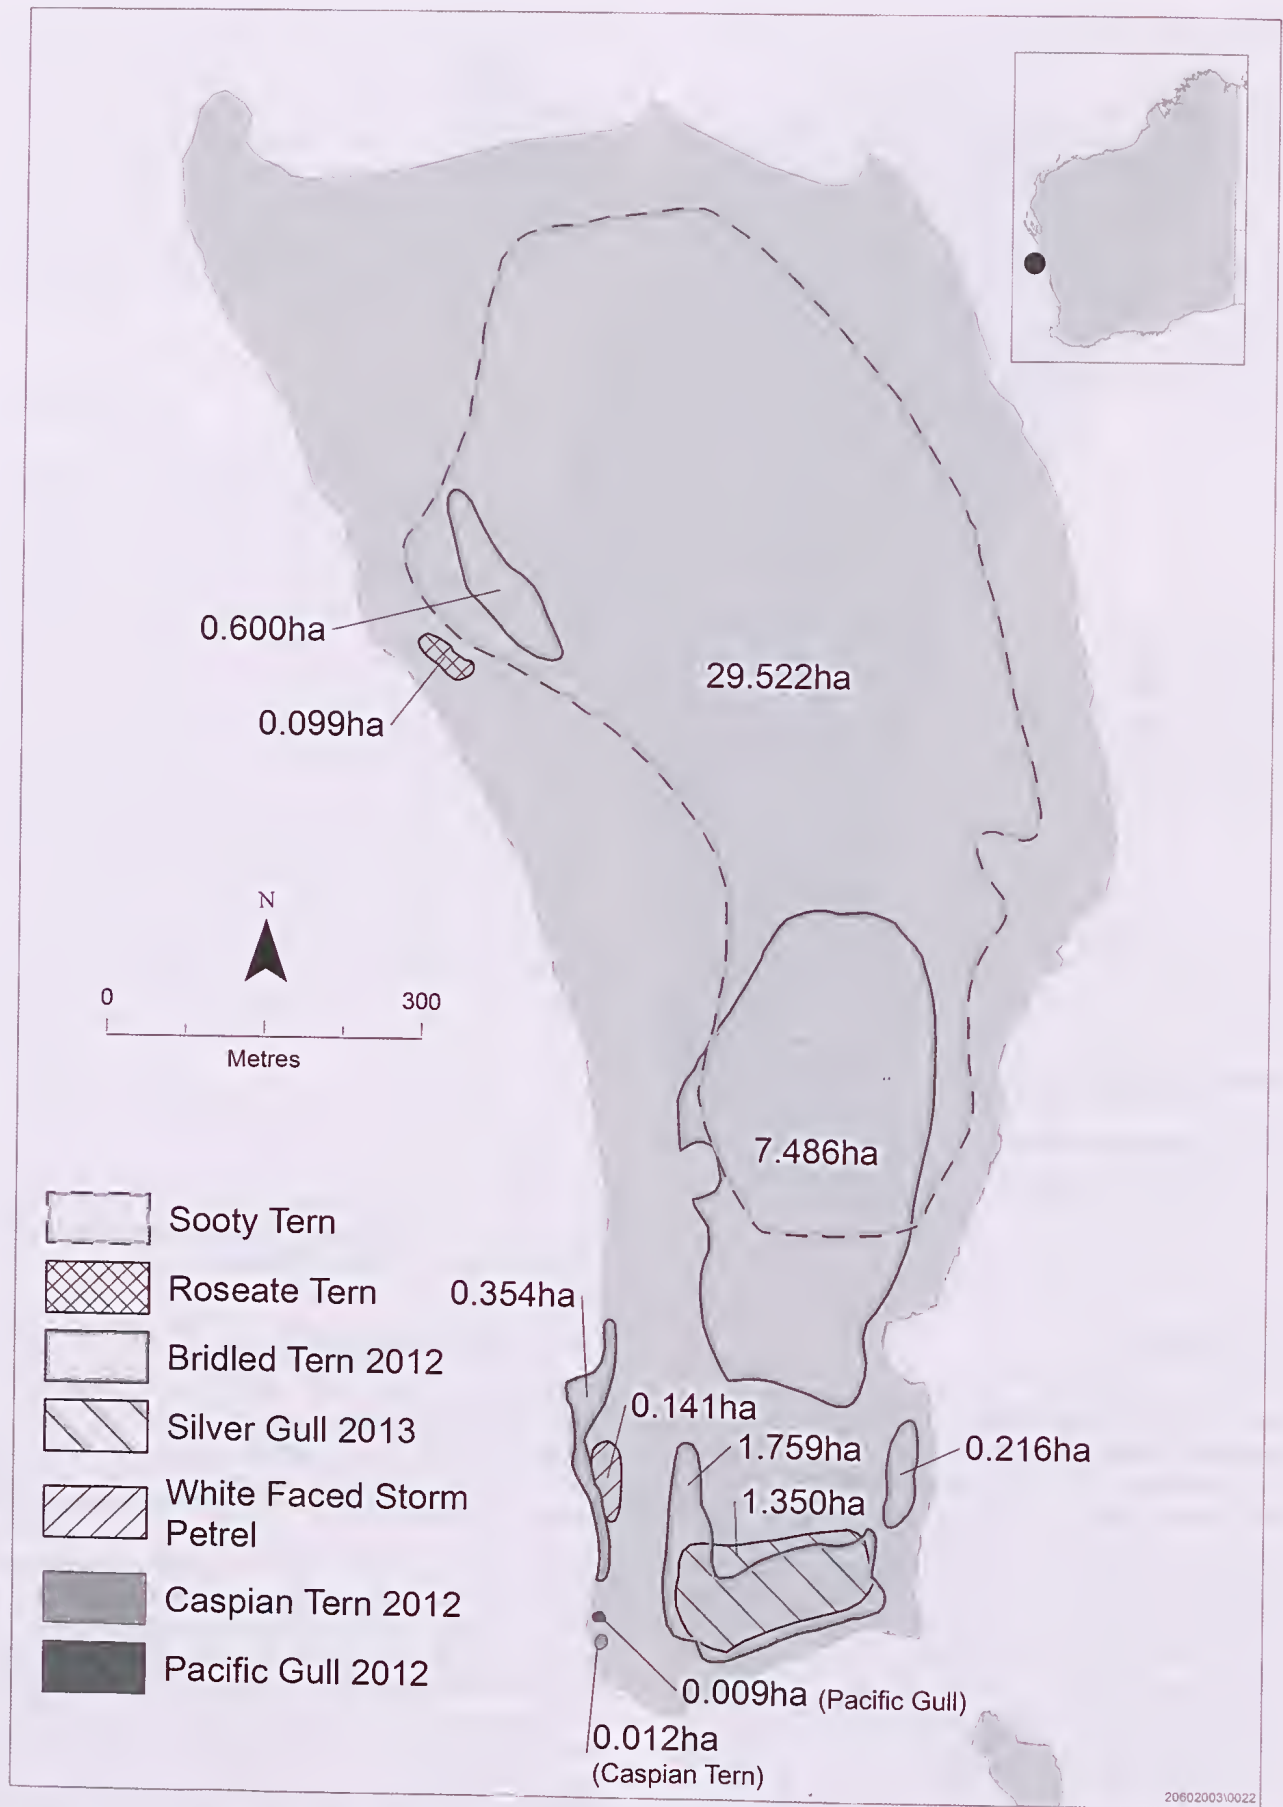 0.600ha
29.522ha
0.099ha
N
0
300
Metres
7.486ha
Sooty Tern
Roseate Tern
0.354ha
Bridled Tern 2012
0.141ha
Silver Gull 2013
1.759ha
0.216ha
White Faced Storm
Petrel
1.350ha
Caspian Tern 2012
Pacific Gull 2012
0.009ha (Pacific Gull)
0.012ha
(Caspian Tern)
20602003\0022